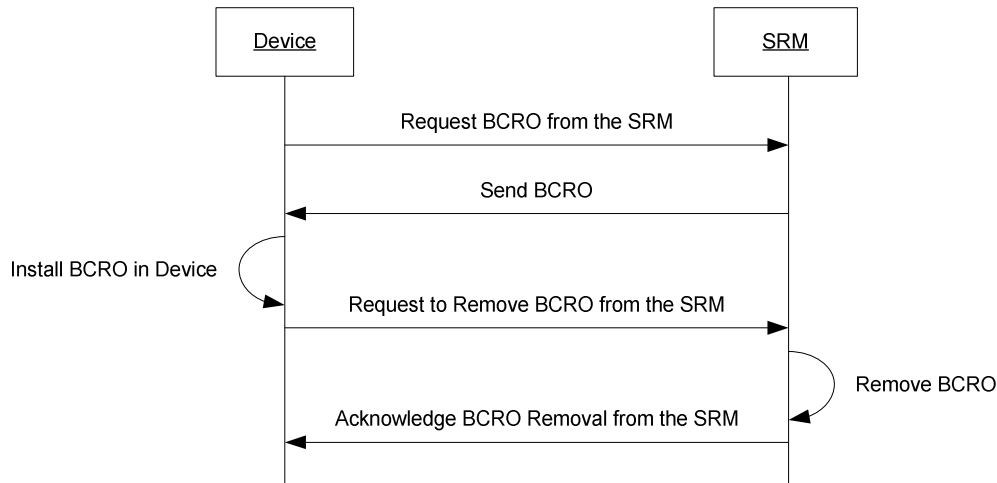 Device
SRM
Request BCRO from the SRM
Send BCRO
Install BCRO in Device
Request to Remove BCRO from the SRM
Remove BCRO
Acknowledge BCRO Removal from the SRM